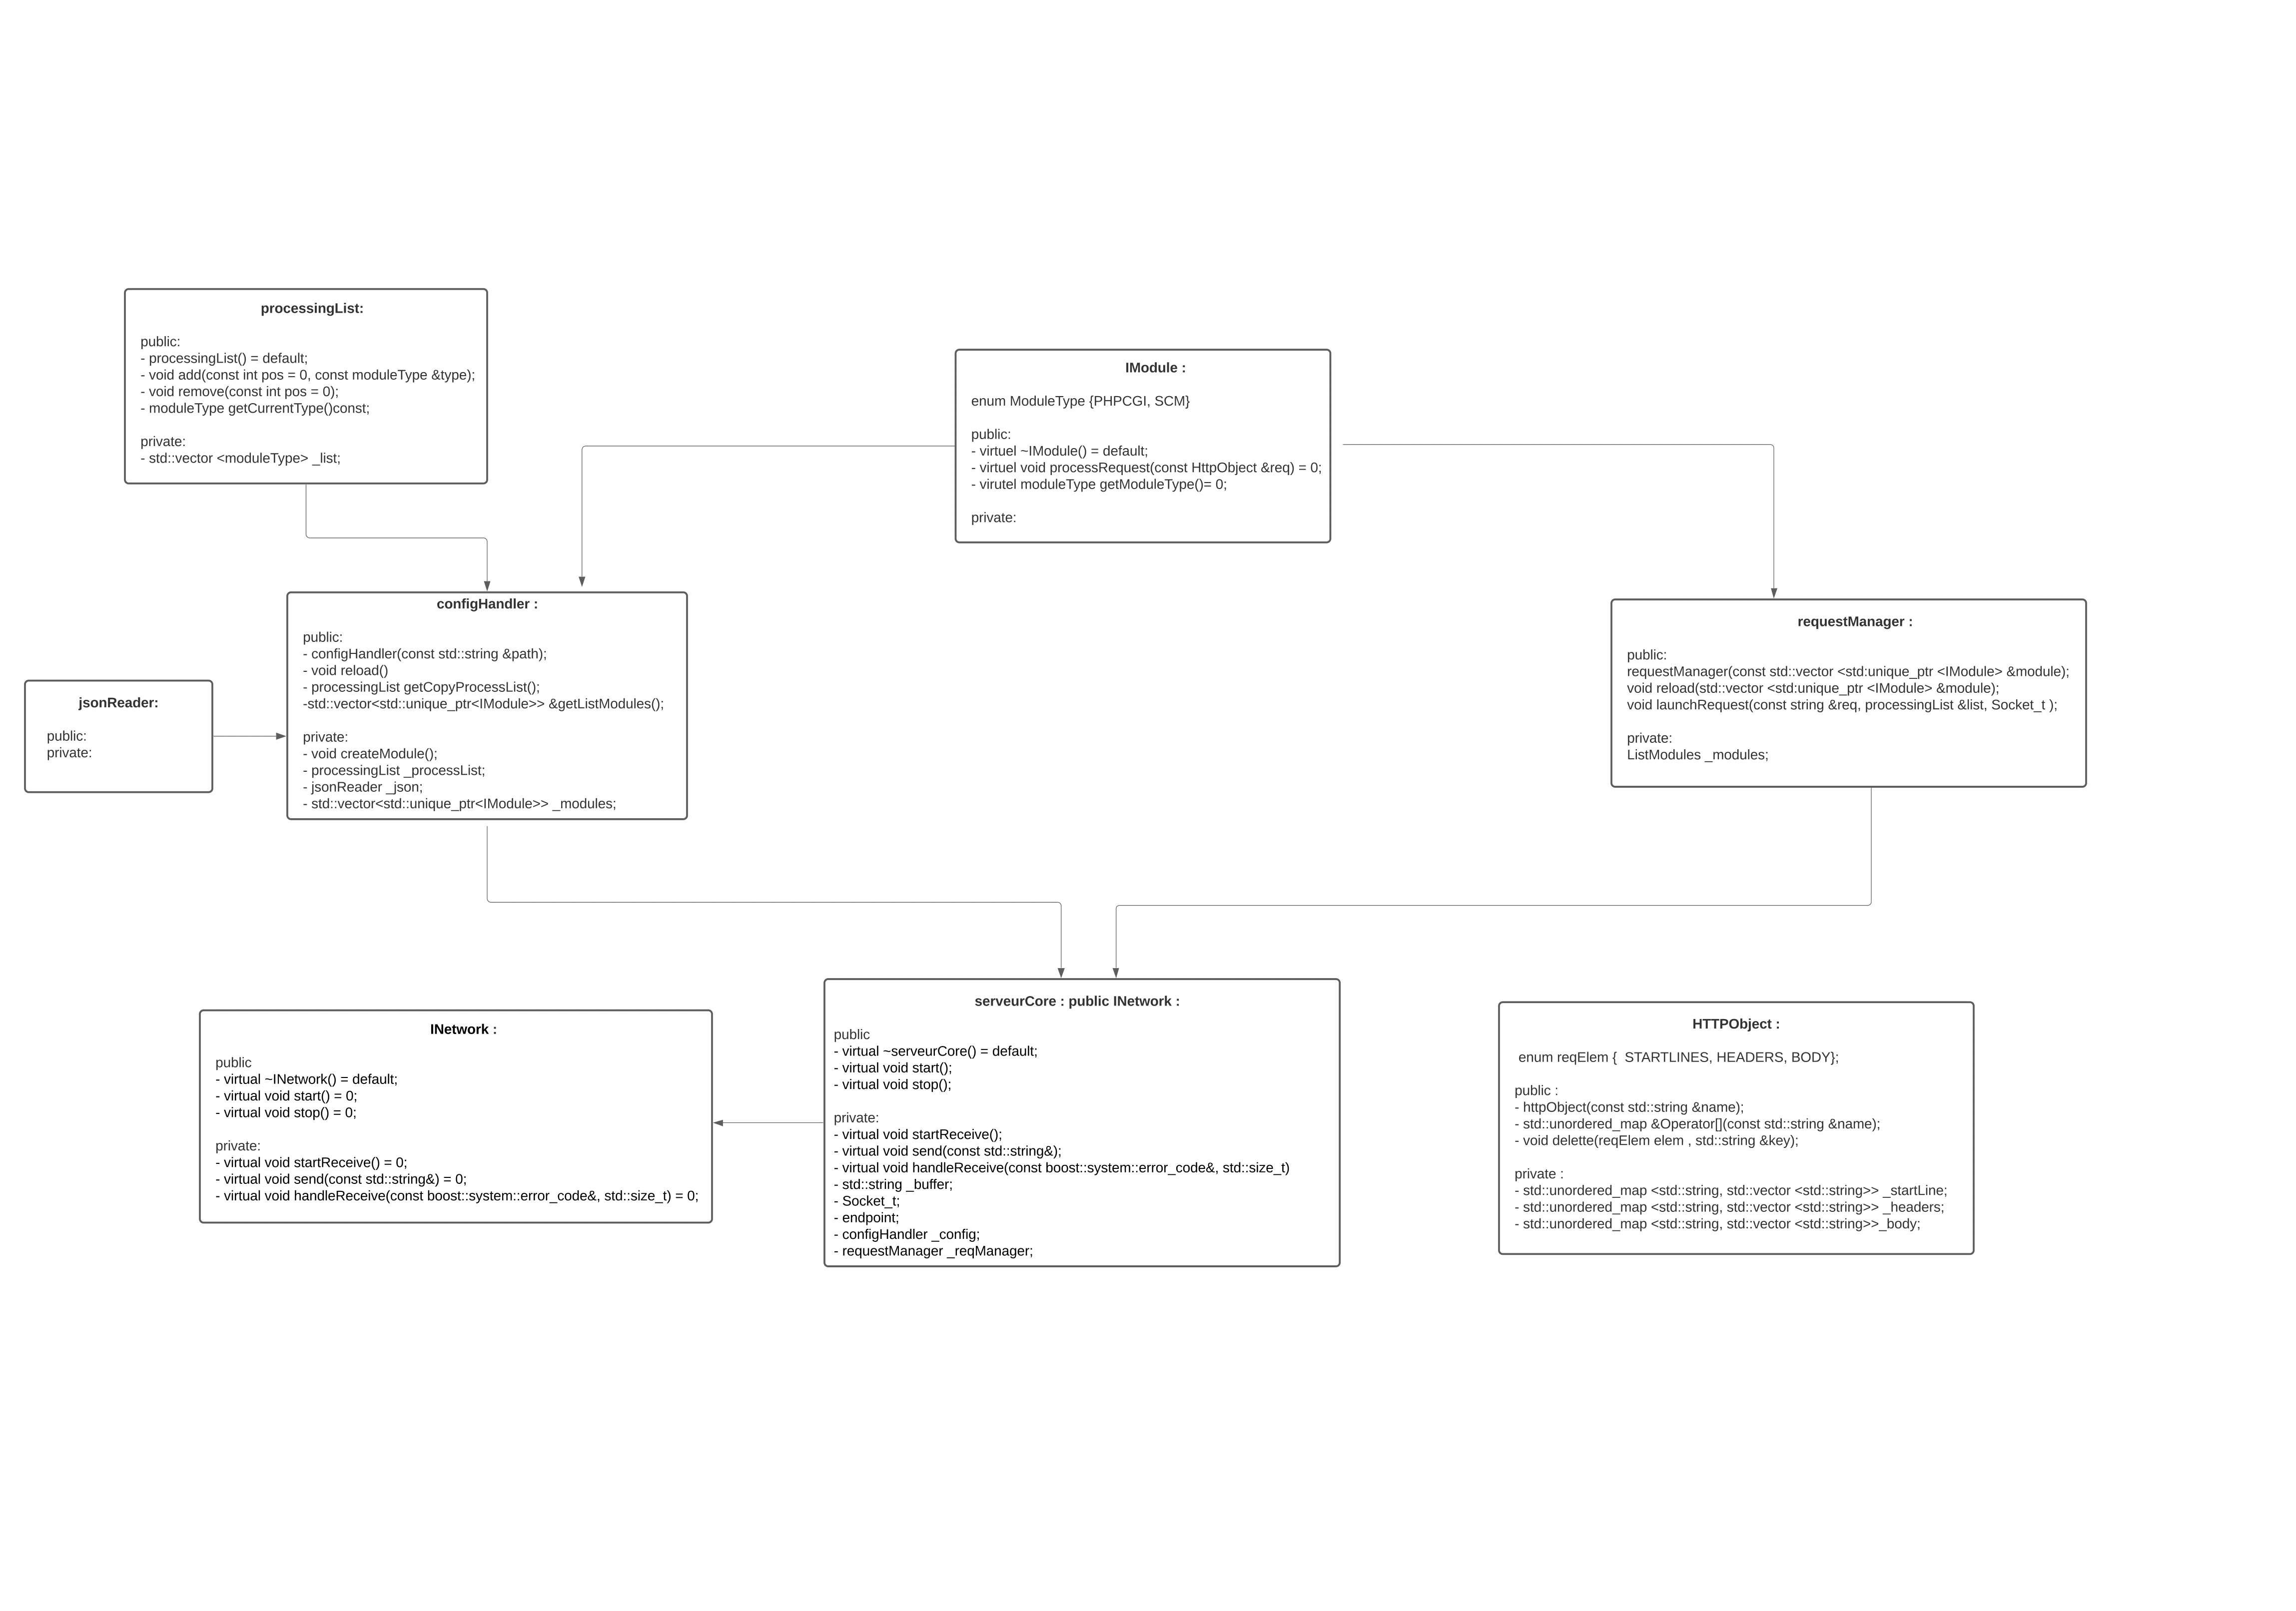 processingList:
public:
- processingList() = default;
- void add(const int pos = 0, const moduleType &type);
- void remove(const int pos = 0);
- moduleType getCurrentType()const;
private:
- std::vector <moduleType> _list;
IModule :
enum ModuleType {PHPCGI, SCM}
public:
- virtuel ~IModule() = default;
- virtuel void processRequest(const HttpObject &req) = 0;
- virutel moduleType getModuleType()= 0;
private:
configHandler :
public:
- configHandler(const std::string &path);
- void reload()
- processingList getCopyProcessList();
-std::vector<std::unique_ptr<IModule>> &getListModules();
private:
- void createModule();
- processingList _processList;
- jsonReader _json;
- std::vector<std::unique_ptr<IModule>> _modules;
requestManager :
public:
requestManager(const std::vector <std:unique_ptr <IModule> &module);
void reload(std::vector <std:unique_ptr <IModule> &module);
void launchRequest(const string &req, processingList &list, Socket_t );
private:
ListModules _modules;
jsonReader:
public:
private:
INetwork :
public
- virtual ~INetwork() = default;
- virtual void start() = 0;
- virtual void stop() = 0;
private:
- virtual void startReceive() = 0;
- virtual void send(const std::string&) = 0;
- virtual void handleReceive(const boost::system::error_code&, std::size_t) = 0;
serveurCore : public INetwork :
public
- virtual ~serveurCore() = default;
- virtual void start();
- virtual void stop();
private:
- virtual void startReceive();
- virtual void send(const std::string&);
- virtual void handleReceive(const boost::system::error_code&, std::size_t)
- std::string _buffer;
- Socket_t;
- endpoint;
- configHandler _config;
- requestManager _reqManager;
HTTPObject :
enum reqElem {  STARTLINES, HEADERS, BODY};
public :
- httpObject(const std::string &name);
- std::unordered_map &Operator[](const std::string &name);
- void delette(reqElem elem , std::string &key);
private :
- std::unordered_map <std::string, std::vector <std::string>> _startLine;
- std::unordered_map <std::string, std::vector <std::string>> _headers;
- std::unordered_map <std::string, std::vector <std::string>>_body;